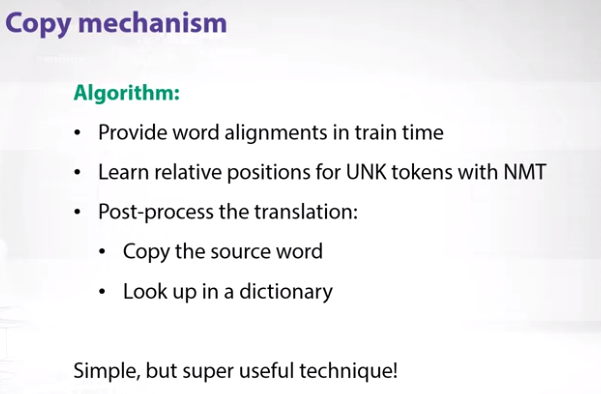 Copy mechanism
Algorithm:
• Provide word alignments in train time
• Learn relative positions for UNK tokens with NMT
• Post-process the translation:
• Copy the source word
• Look up in a dictionary
Simple, but super useful technique!